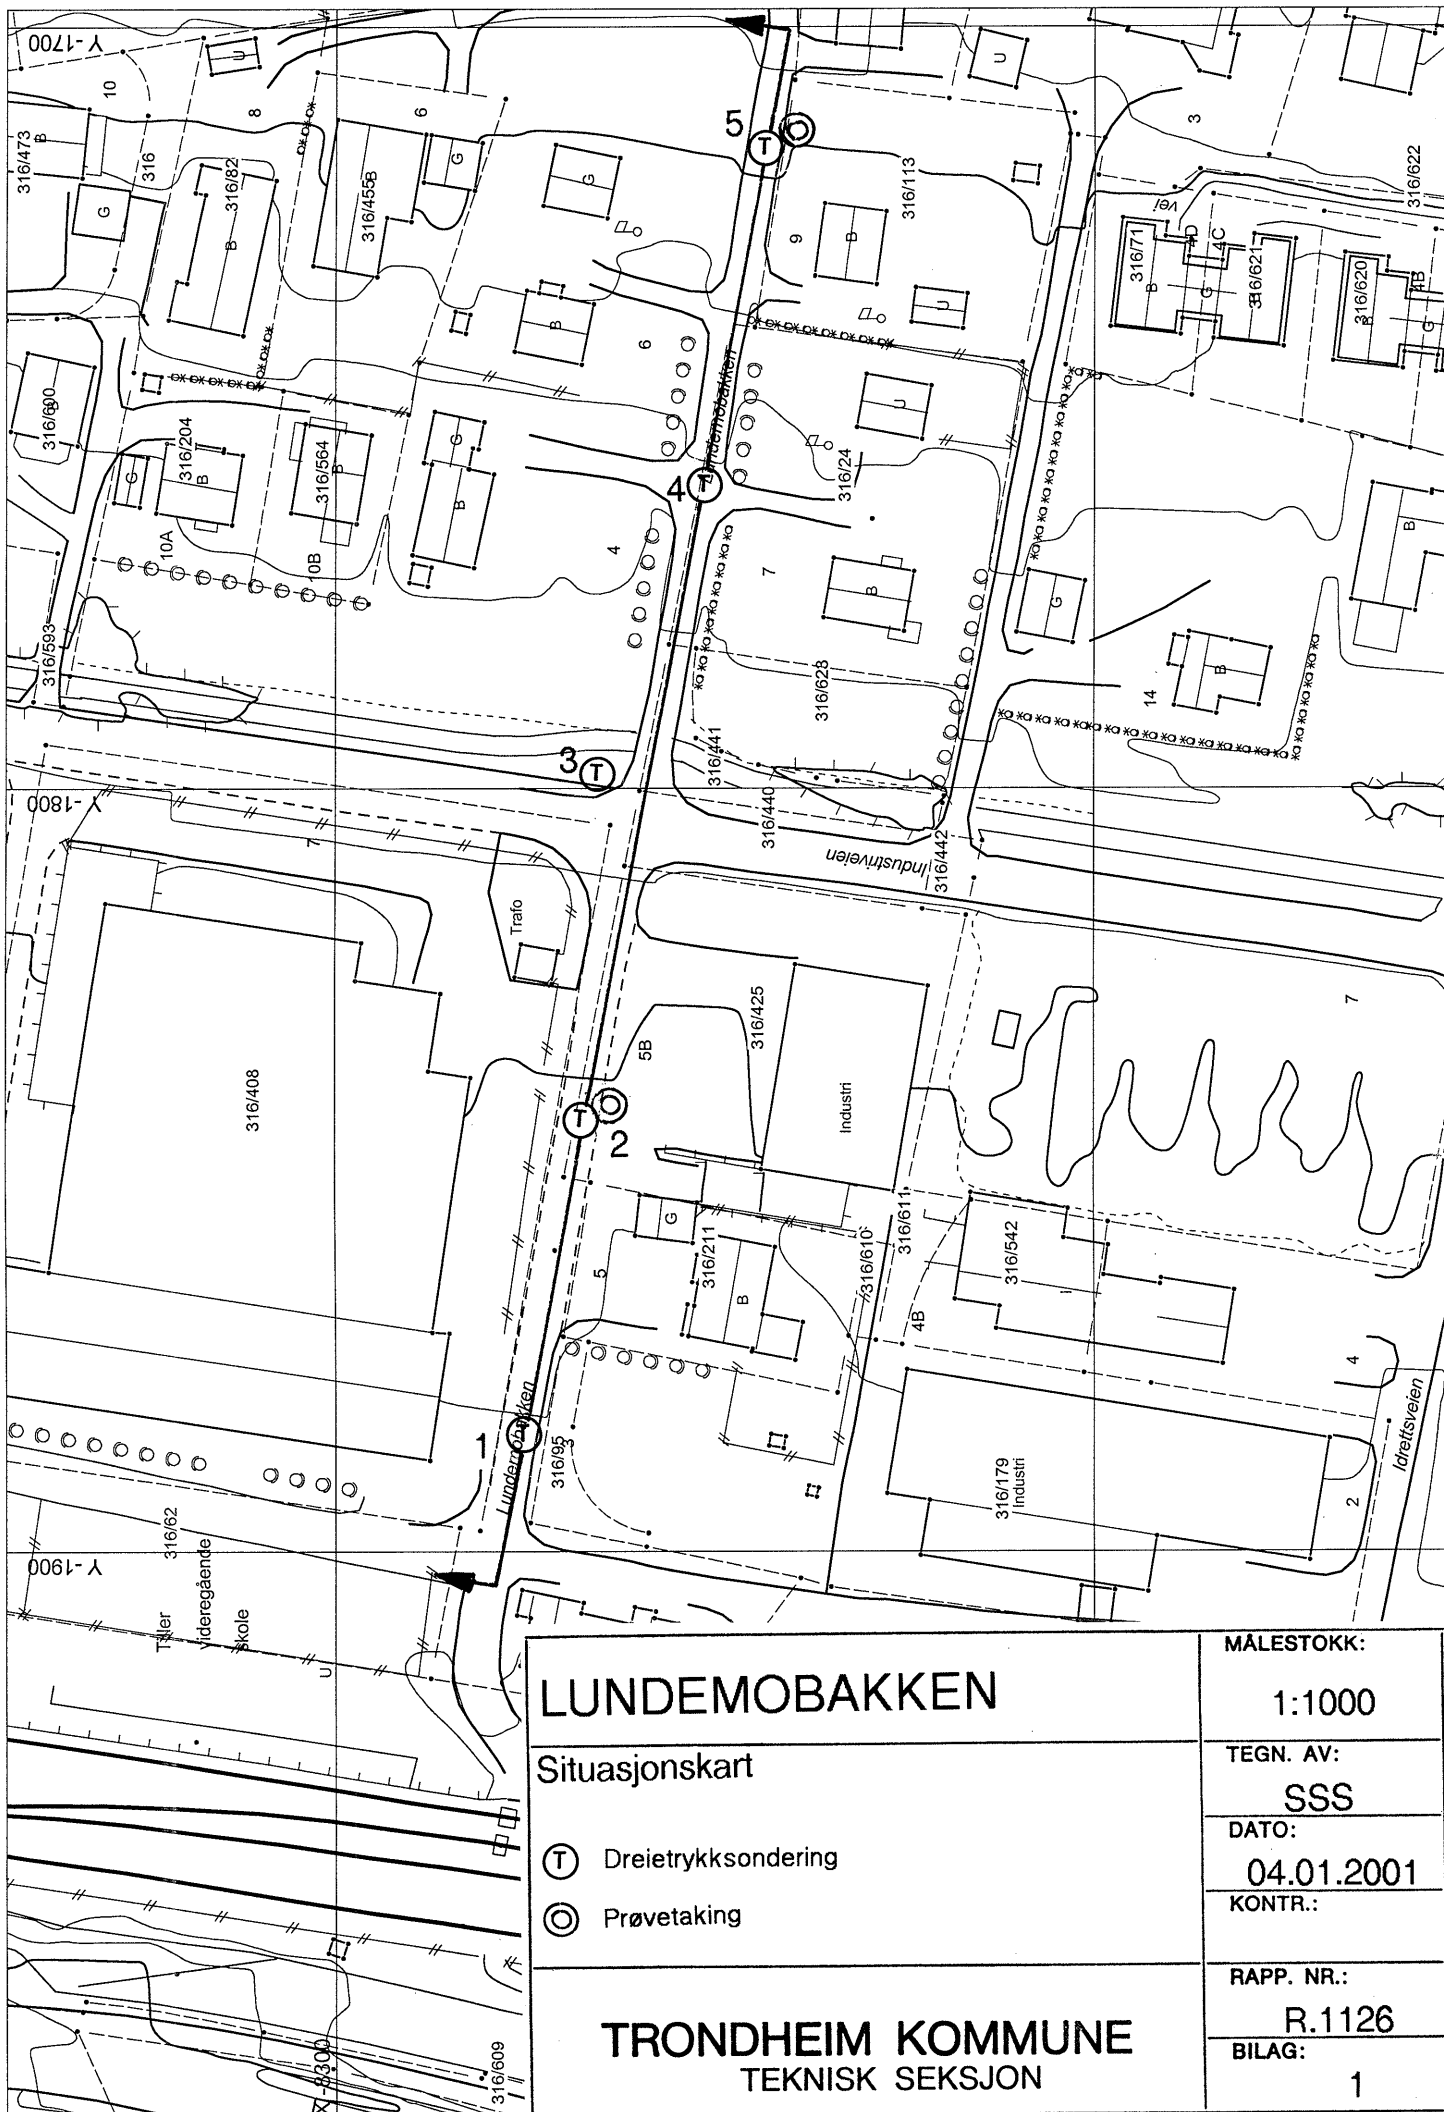 Y-1700
10
316
8
6
U
316/473
B
G
316/82
B
316/455
B
G
G
5
T
9
B
U
316/113
3
vei
316/71
B
4D
4C
G
316/621
316/620
B
4B
G
316/622
U
316/600
B
G
316/204
B
316/564
B
G
B
B
6
Lundemobakken
U
316/24
4
T
10A
10B
4
7
B
G
B
316/593
316/628
14
B
3
T
316/441
316/440
Industriveien
316/442
Y-1800
7
Trafo
316/408
5B
316/425
Industri
7
T
2
G
316/211
5
B
316/610
316/611
316/542
4B
4
1
Lundemobakken
316/95
3
316/179
Industri
2
Idrettsveien
Y-1900
316/62
Tiller
videregående
skole
U
X-8300
316/609
LUNDEMOBAKKEN
Situasjonskart
T Dreietrykksondering
Prøvetaking
TRONDHEIM KOMMUNE
TEKNISK SEKSJON
MÅLESTOKK:
1:1000
TEGN. AV:
SSS
DATO:
04.01.2001
KONTR.:
RAPP. NR.:
R.1126
BILAG:
1